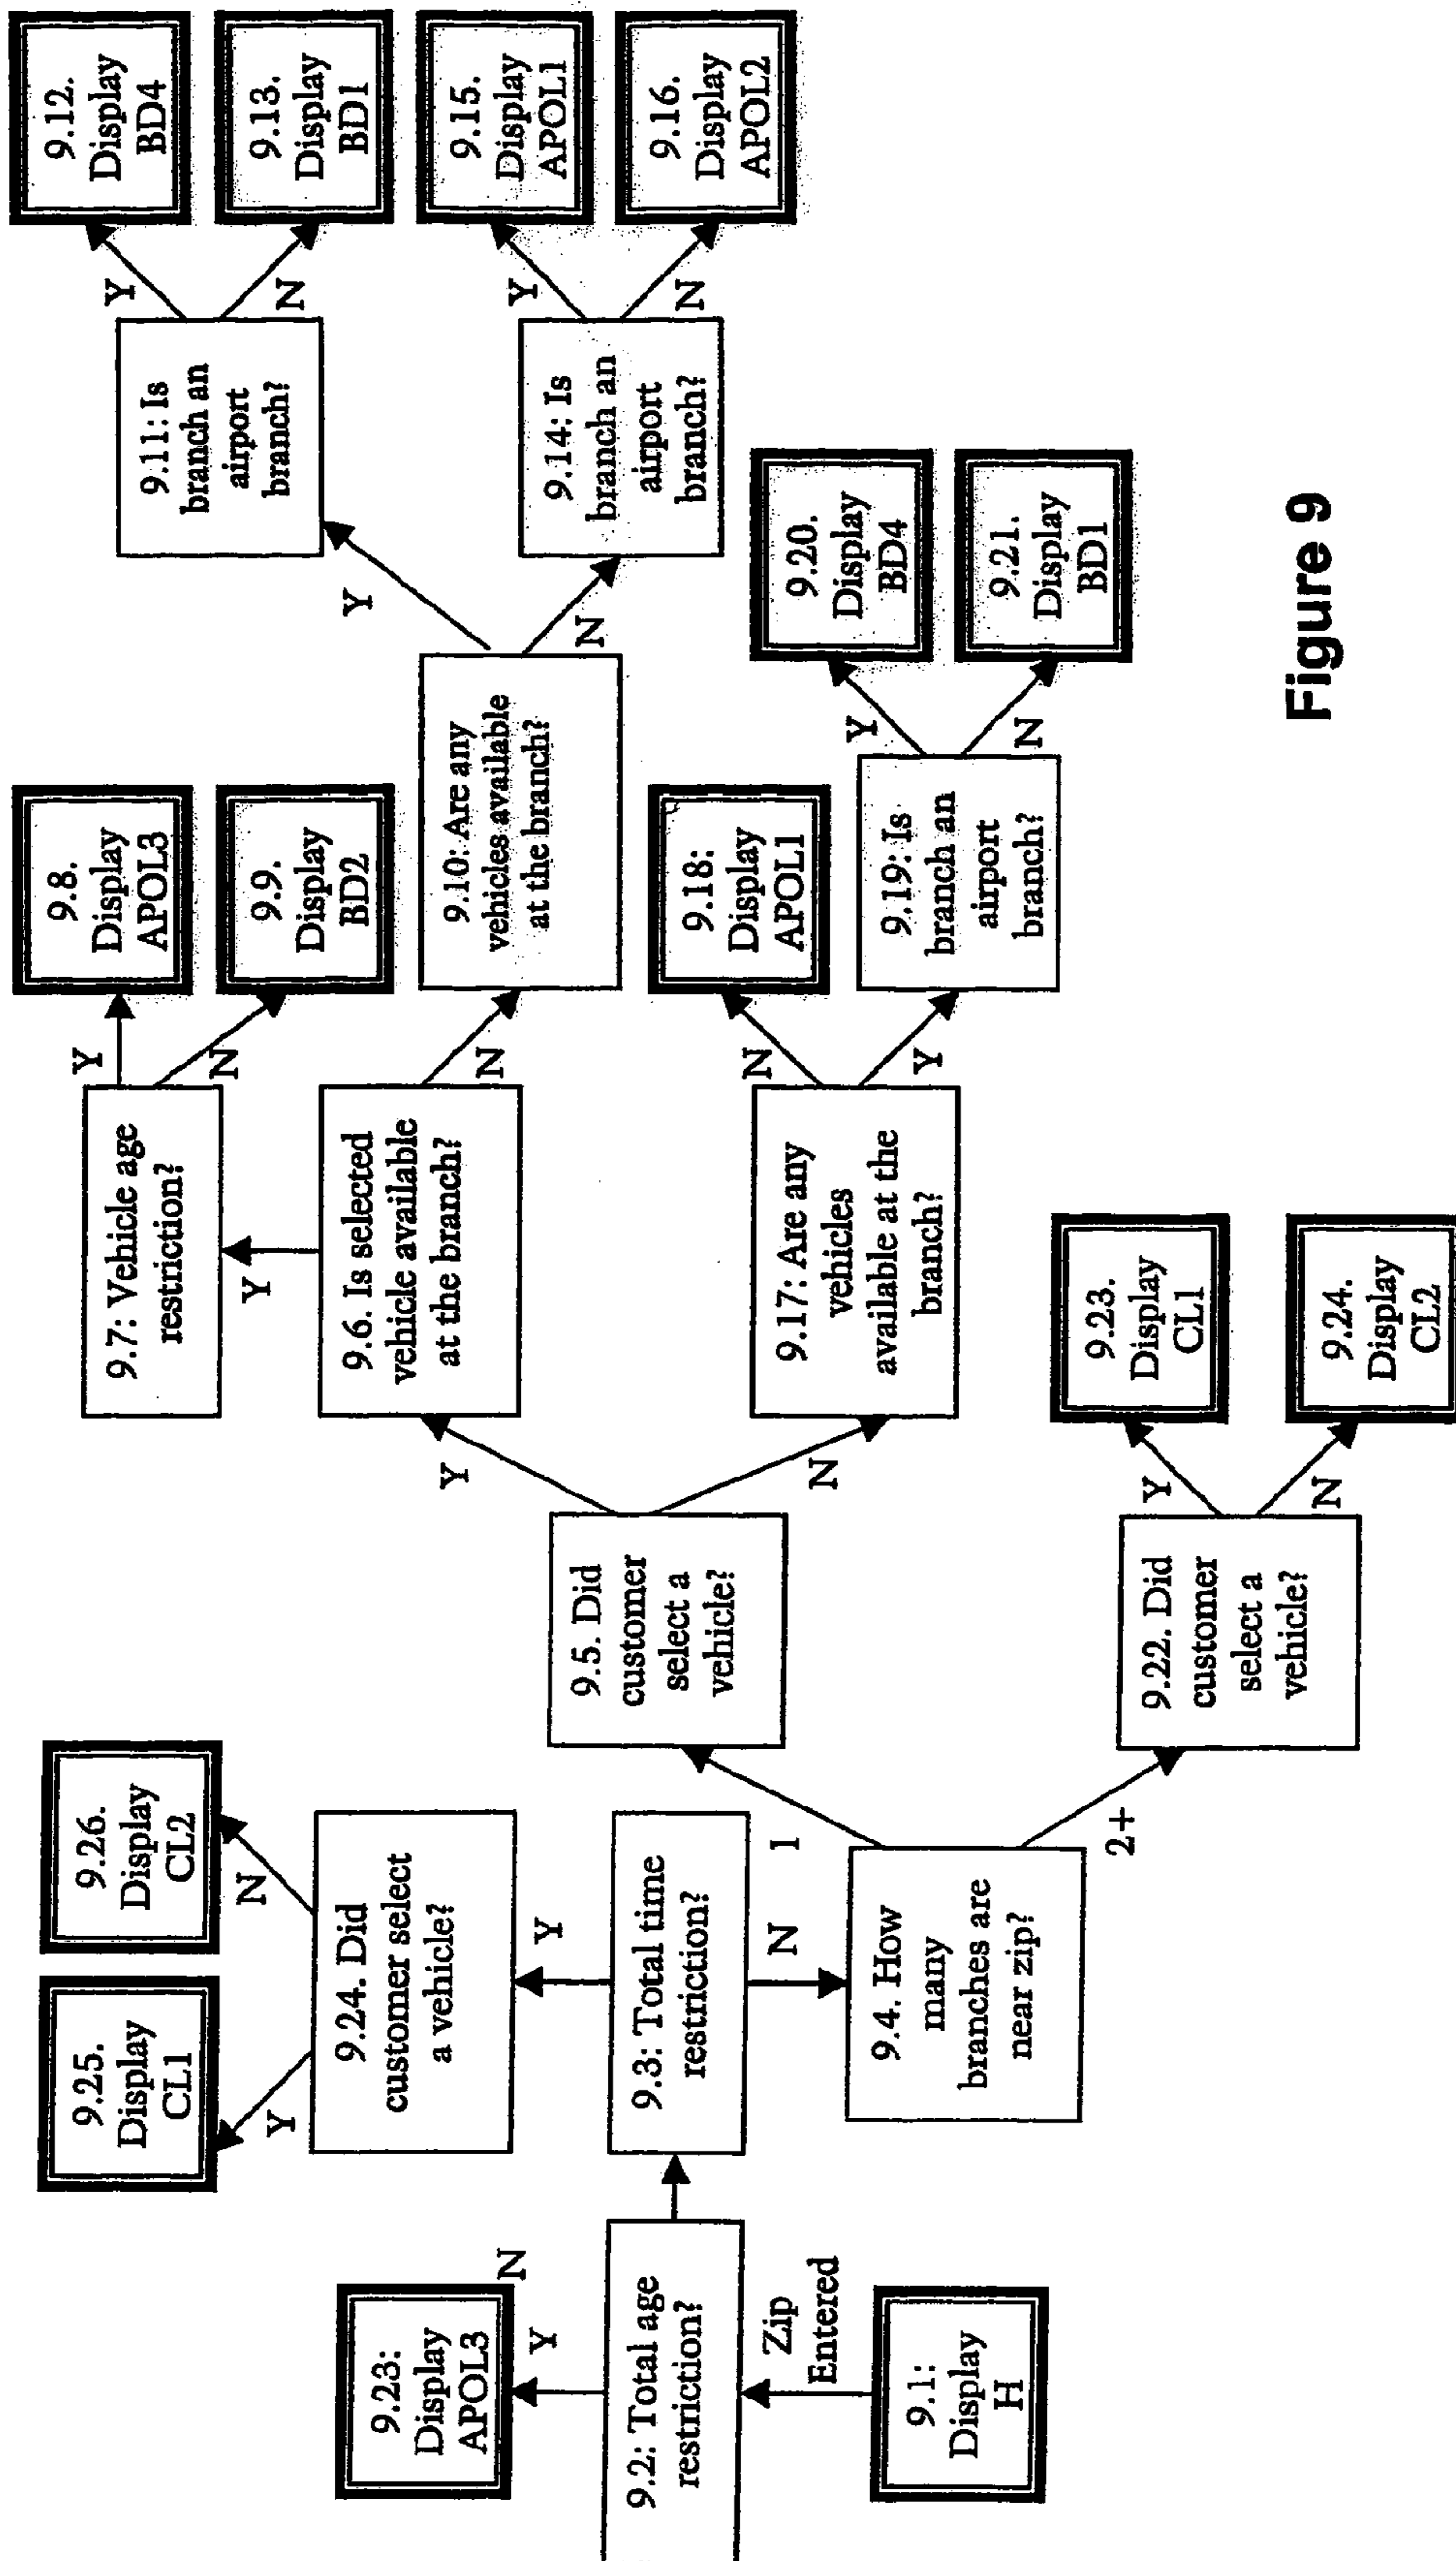 9.1:
Display
H
Zip
Entered
9.2: Total age
restriction?
Y
N
9.23:
Display
APOL3
9.3: Total time
restriction?
Y
N
9.24. Did
customer select
a vehicle?
Y
N
9.25.
Display
CL1
9.26.
Display
CL2
9.4. How
many
branches are
near zip?
1
2+
9.5. Did
customer
select a
vehicle?
Y
N
9.22. Did
customer
select a
vehicle?
Y
N
9.23.
Display
CL1
9.24.
Display
CL2
9.6. Is selected
vehicle available
at the branch?
Y
N
9.7: Vehicle age
restriction?
Y
N
9.8.
Display
APOL3
9.9.
Display
BD2
9.10: Are any
vehicles available
at the branch?
Y
N
9.11: Is
branch an
airport
branch?
Y
N
9.12.
Display
BD4
9.13.
Display
BD1
9.14: Is
branch an
airport
branch?
Y
N
9.15.
Display
APOL1
9.16.
Display
APOL2
9.17: Are any
vehicles
available at the
branch?
N
Y
9.18:
Display
APOL1
9.19: Is
branch an
airport
branch?
Y
N
9.20.
Display
BD4
9.21.
Display
BD1
Figure 9